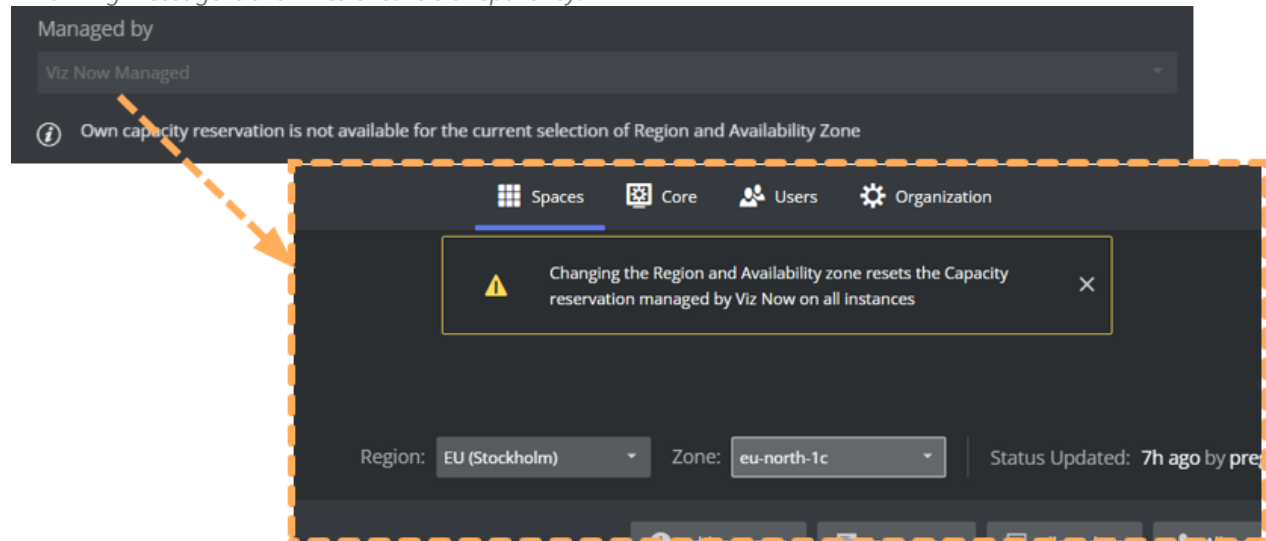 Managed by
Viz Now Managed
Own capacity reservation is not available for the current selection of Region and Availability Zone
Spaces Core Users Organization
Changing the Region and Availability zone resets the Capacity
reservation managed by Viz Now on all instances
Region: EU (Stockholm) Zone: eu-north-1c Status Updated: 7h ago by